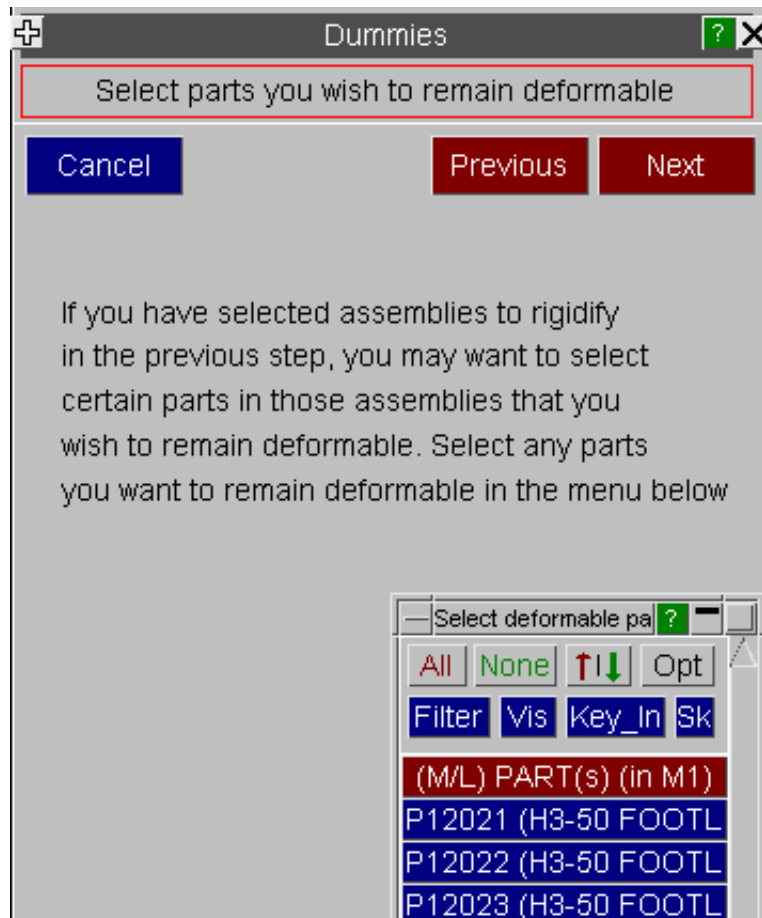 Dummies ?
Select parts you wish to remain deformable
Cancel Previous Next
If you have selected assemblies to rigidify
in the previous step, you may want to select
certain parts in those assemblies that you
wish to remain deformable. Select any parts
you want to remain deformable in the menu below
Select deformable pa ?
All None Opt
Filter Vis Key_In Sk
(M/L) PART(s) (in M1)
P12021 (H3-50 FOOTL
P12022 (H3-50 FOOTL
P12023 (H3-50 FOOTL